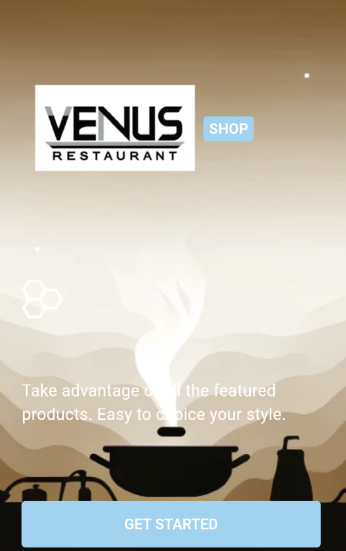 VENUS
RESTAURANT
SHOP
Take advantage of all the featured
products. Easy to choice your style.
GET STARTED